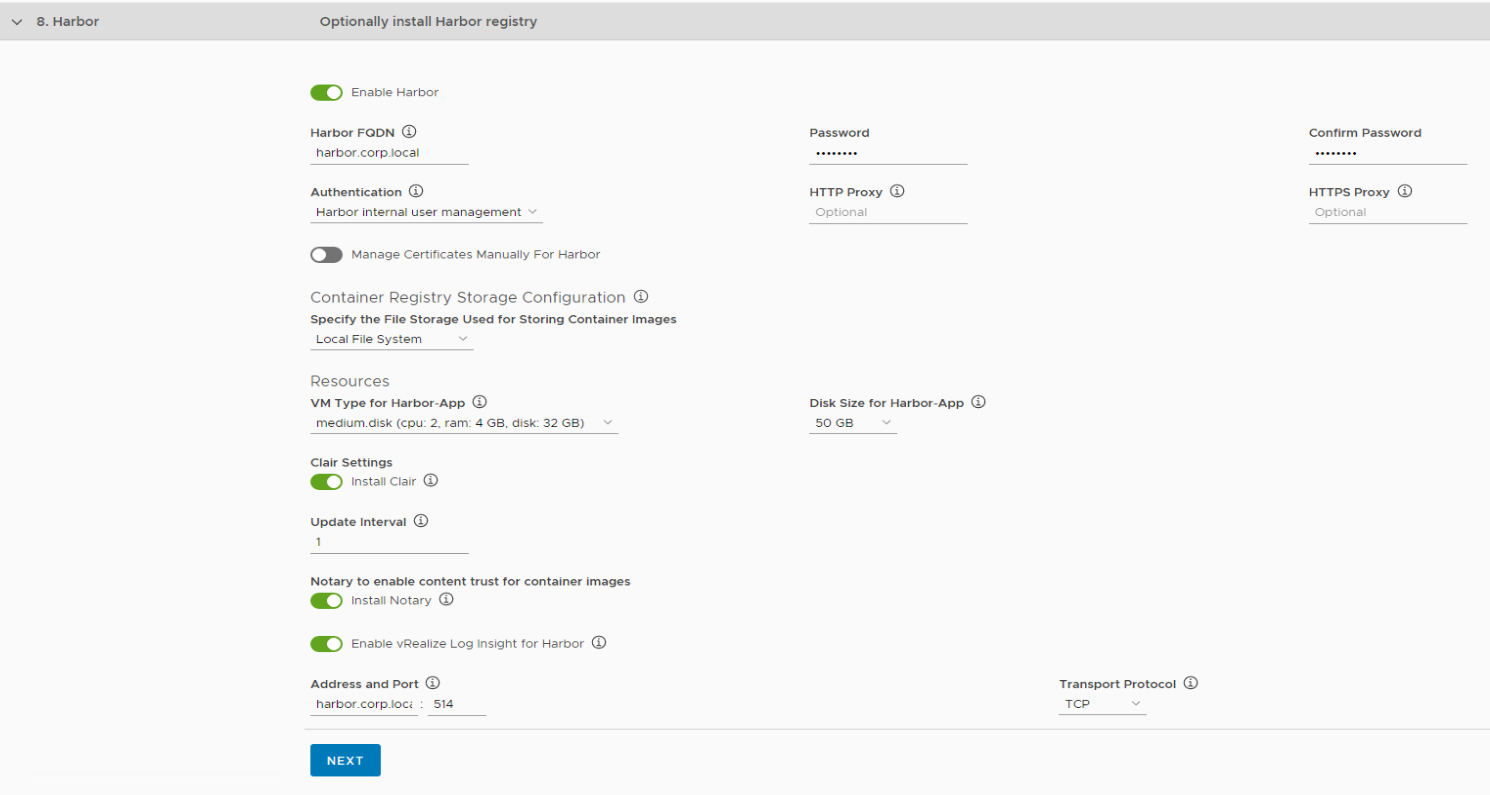 8. Harbor Optionally install Harbor registry
Enable Harbor
Harbor FQDN Password Confirm Password
harbor.corp.local •••••••• ••••••••
Authentication HTTP Proxy HTTPS Proxy
Harbor internal user management Optional Optional
Manage Certificates Manually For Harbor
Container Registry Storage Configuration
Specify the File Storage Used for Storing Container Images
Local File System
Resources
VM Type for Harbor-App Disk Size for Harbor-App
medium.disk (cpu: 2, ram: 4 GB, disk: 32 GB) 50 GB
Clair Settings
Install Clair
Update Interval
1
Notary to enable content trust for container images
Install Notary
Enable vRealize Log Insight for Harbor
Address and Port Transport Protocol
harbor.corp.loca : 514 TCP
NEXT